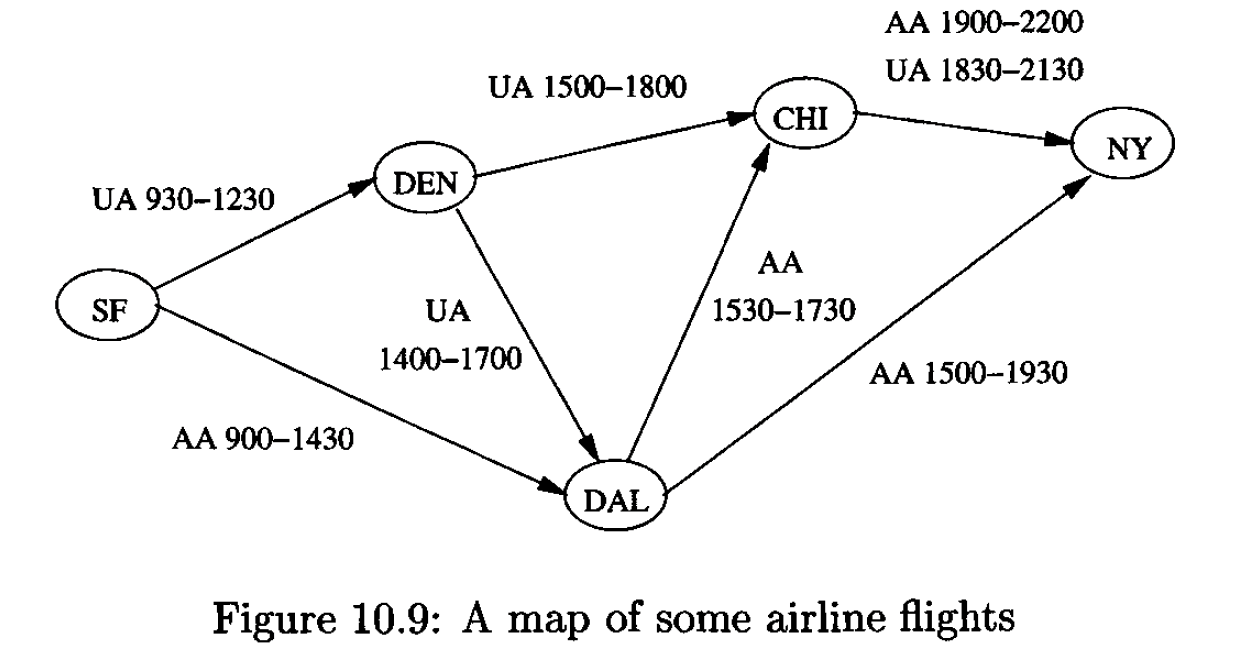 AA 1900–2200
UA 1830–2130
UA 1500–1800
CHI
NY
DEN
UA 930–1230
AA
1530–1730
SF
UA
1400–1700
AA 1500–1930
AA 900–1430
DAL
Figure 10.9: A map of some airline flights